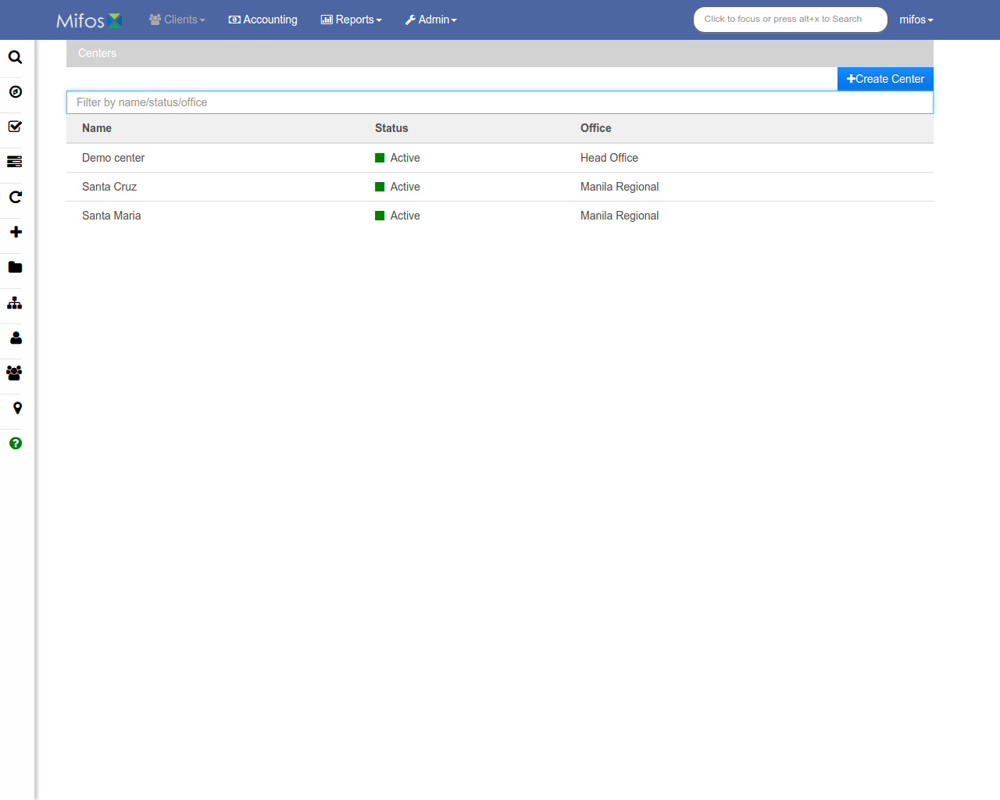 Mifos Clients Accounting Reports Admin Click to focus or press alt+x to Search mifos
Centers
Create Center
Filter by name/status/office
Name Status Office
Demo center Active Head Office
Santa Cruz Active Manila Regional
Santa Maria Active Manila Regional